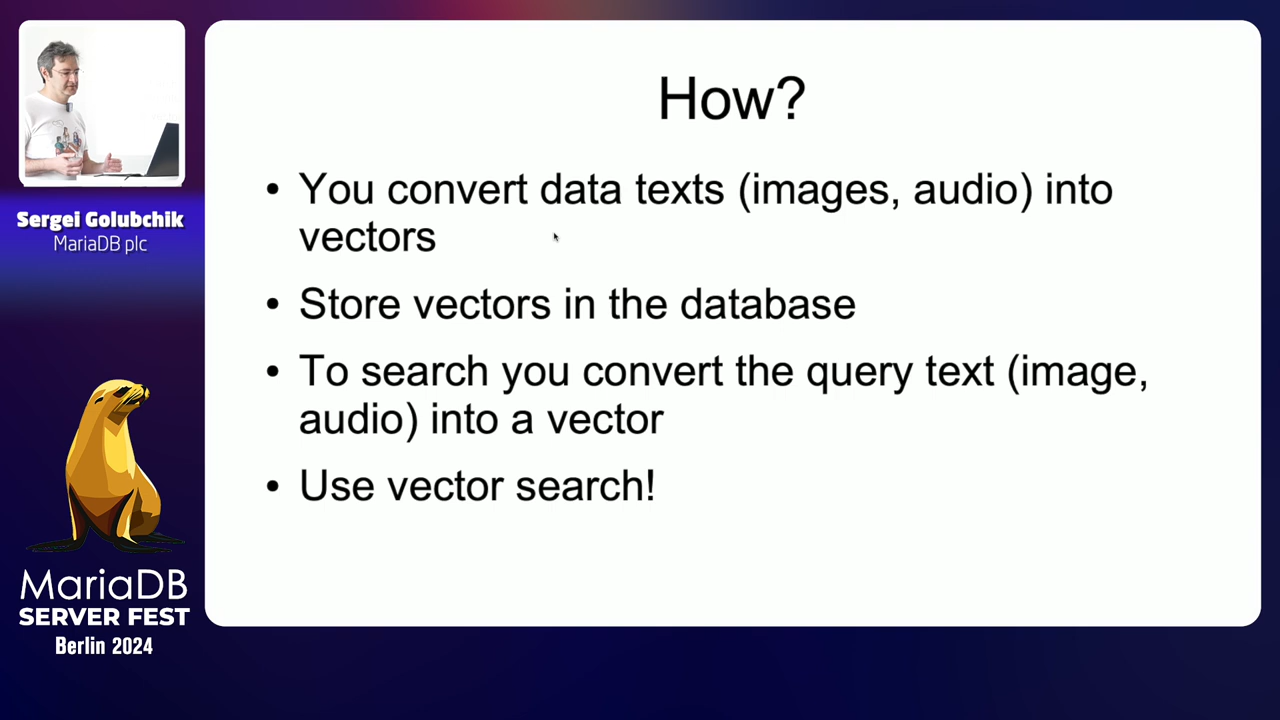 Sergei Golubchik
MariaDB plc
MariaDB
SERVER FEST
Berlin 2024
How?
• You convert data texts (images, audio) into
vectors
• Store vectors in the database
• To search you convert the query text (image,
audio) into a vector
• Use vector search!